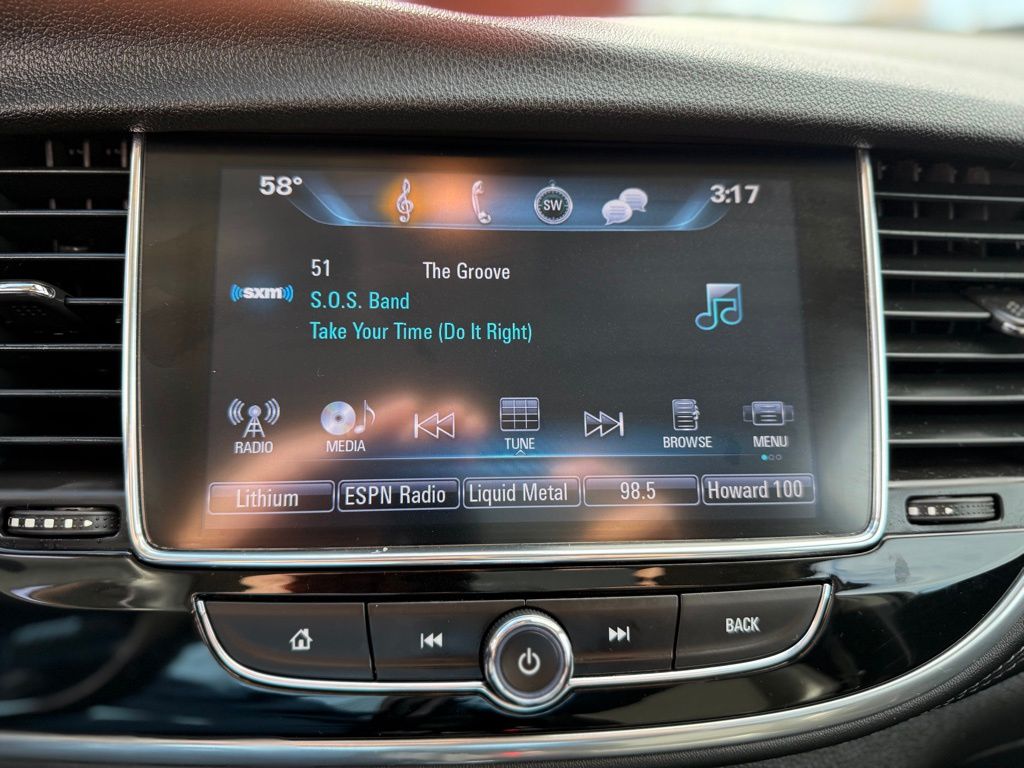 58° SW 3:17
51 The Groove
sxm S.O.S. Band
Take Your Time (Do It Right)
RADIO MEDIA TUNE BROWSE MENU
Lithium ESPN Radio Liquid Metal 98.5 Howard 100
BACK